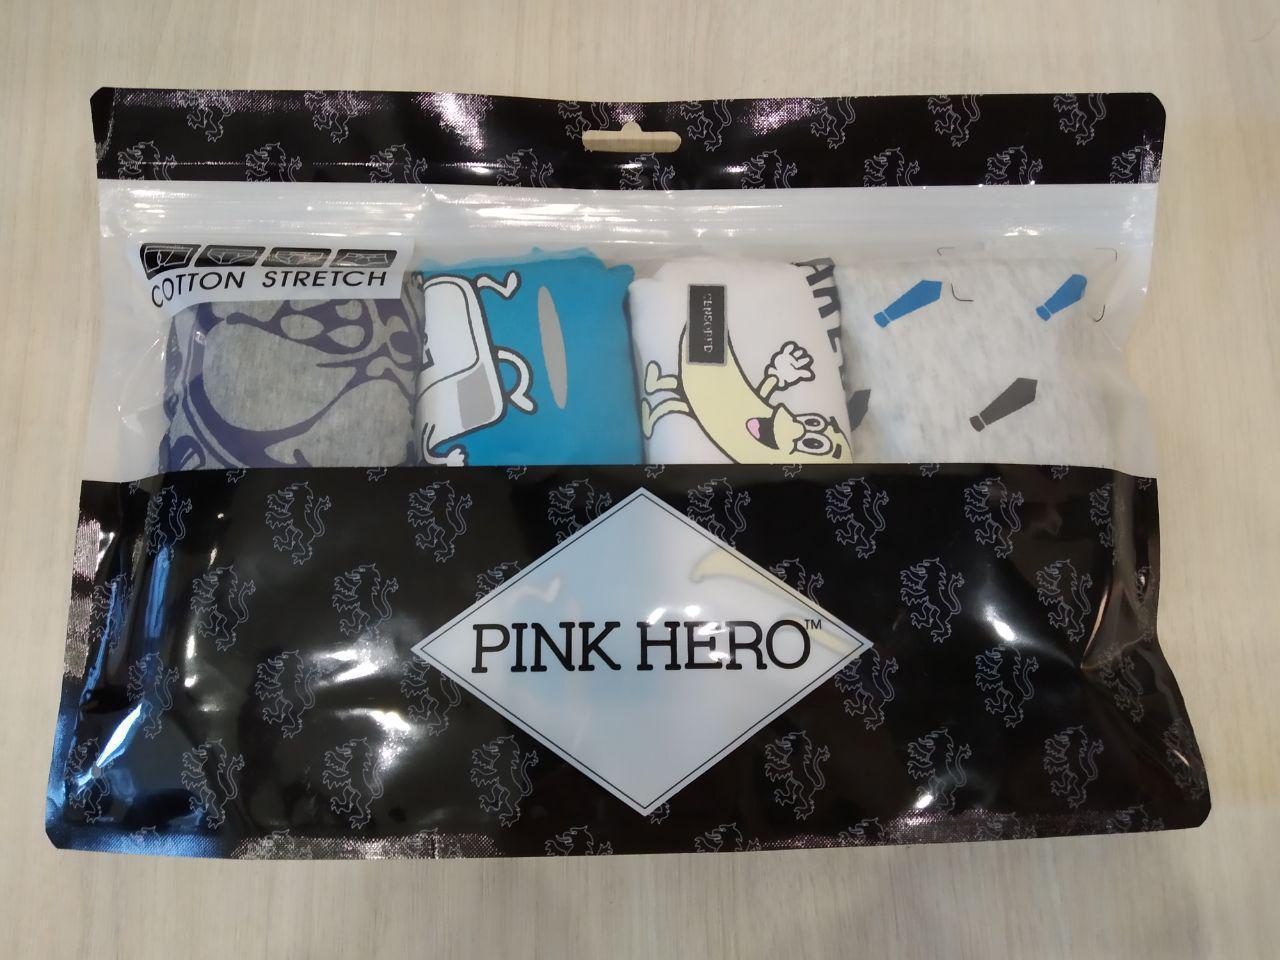 COTTON STRETCH
CENSORED
PINK HERO™